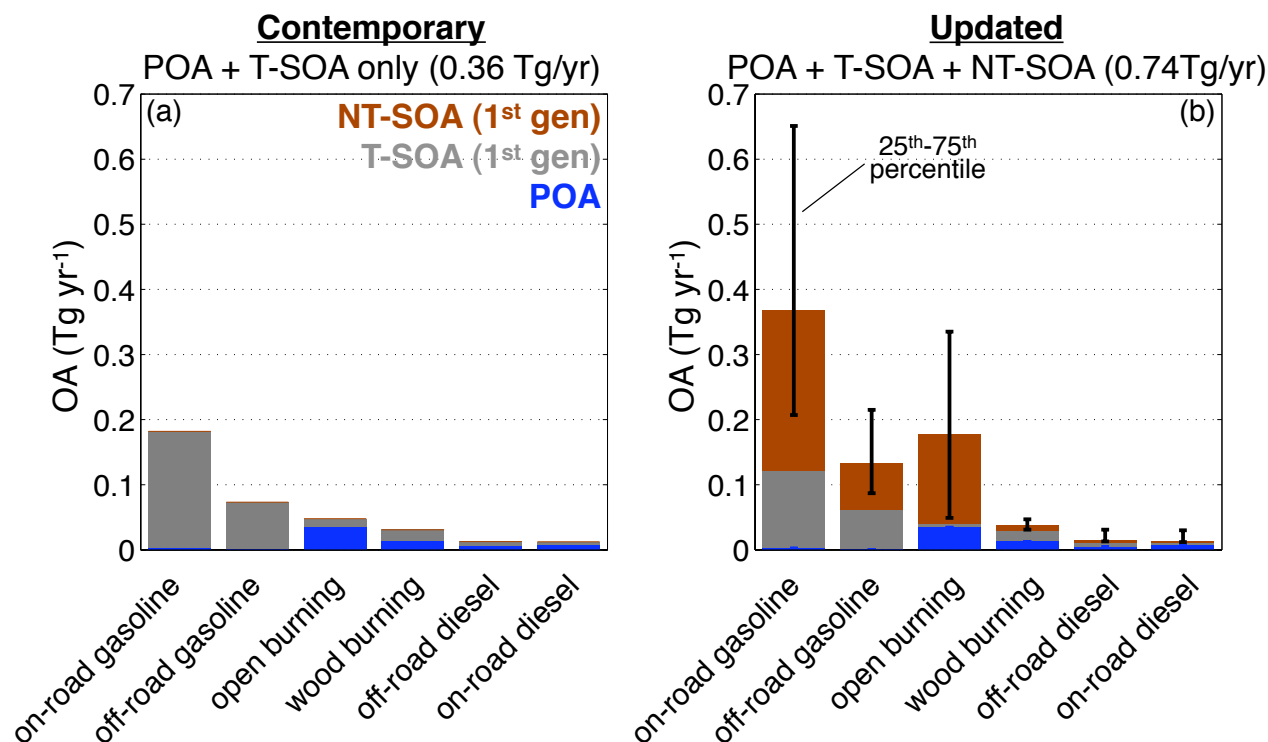 Contemporary
POA + T-SOA only (0.36 Tg/yr)
(a)
NT-SOA (1st gen)
T-SOA (1st gen)
POA
OA (Tg yr-1)
0.7
0.6
0.5
0.4
0.3
0.2
0.1
0
on-road gasoline
off-road gasoline
open burning
wood burning
off-road diesel
on-road diesel
Updated
POA + T-SOA + NT-SOA (0.74Tg/yr)
(b)
25th-75th
percentile
OA (Tg yr-1)
0.7
0.6
0.5
0.4
0.3
0.2
0.1
0
on-road gasoline
off-road gasoline
open burning
wood burning
off-road diesel
on-road diesel